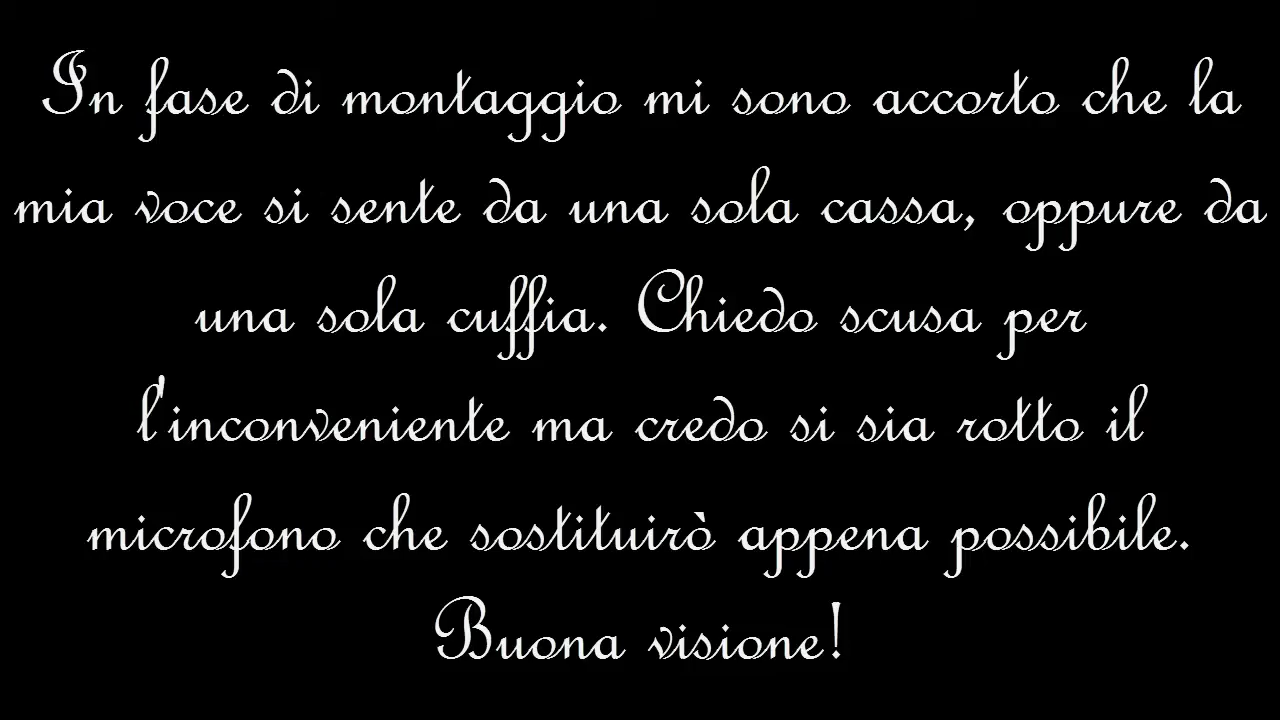 In fase di montaggio mi sono accorto che la
mia voce si sente da una sola cassa, oppure da
una sola cuffia. Chiedo scusa per
l'inconveniente ma credo si sia rotto il
microfono che sostituirò appena possibile.
Buona visione!